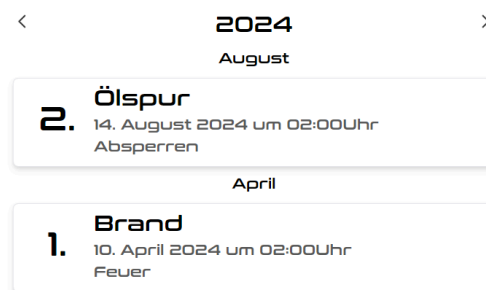 2024
August
2.
Ölspur
14. August 2024 um 02:00Uhr
Absperren
April
1.
Brand
10. April 2024 um 02:00Uhr
Feuer